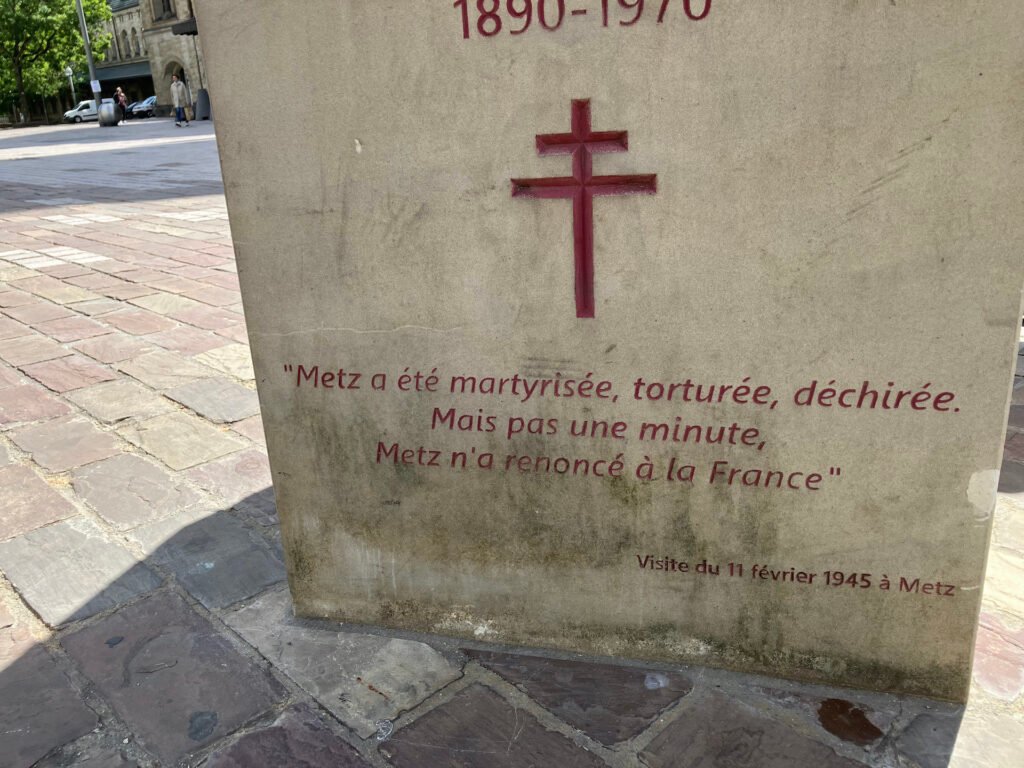 1890-1970
"Metz a été martyrisée, torturée, déchirée.
Mais pas une minute,
Metz n'a renoncé à la France"
Visite du 11 février 1945 à Metz